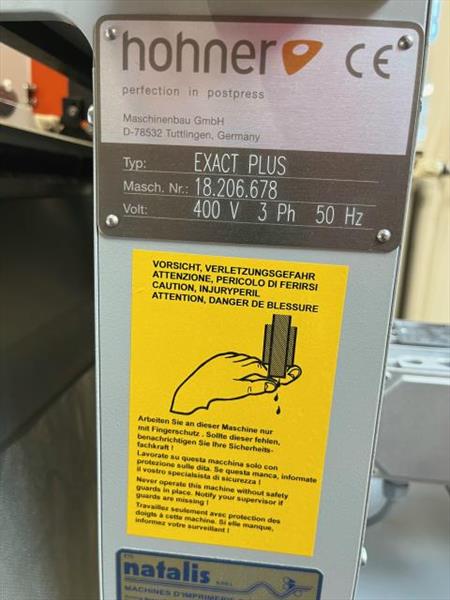 hohner CE
perfection in postpress
Maschinenbau GmbH
D-78532 Tuttlingen, Germany
Typ: EXACT PLUS
Masch. Nr.: 18.206.678
Volt: 400 V 3 Ph 50 Hz
VORSICHT, VERLETZUNGSGEFAHR
ATTENZIONE, PERICOLO DI FERIRSI
CAUTION, INJURYPERIL
ATTENTION, DANGER DE BLESSURE
Arbeiten Sie an dieser Maschine nur
mit Fingerschutz . Sollte dieser fehlen,
benachrichtigen Sie Ihre Sicherheits-
fachkraft !
Lavorate su questa macchina solo con
protezione sulle dita. Se questa manca, informate
il vostro specialsista di sicurezza !
Never operate this machine without safety
guards in place. Notify your supervisor if
guards are missing !
Travaillez seulement avec protection des
doigts à cette machine. Si elle manque,
informez votre surveillant !
natalis
MACHINES D'IMPRIMERIE